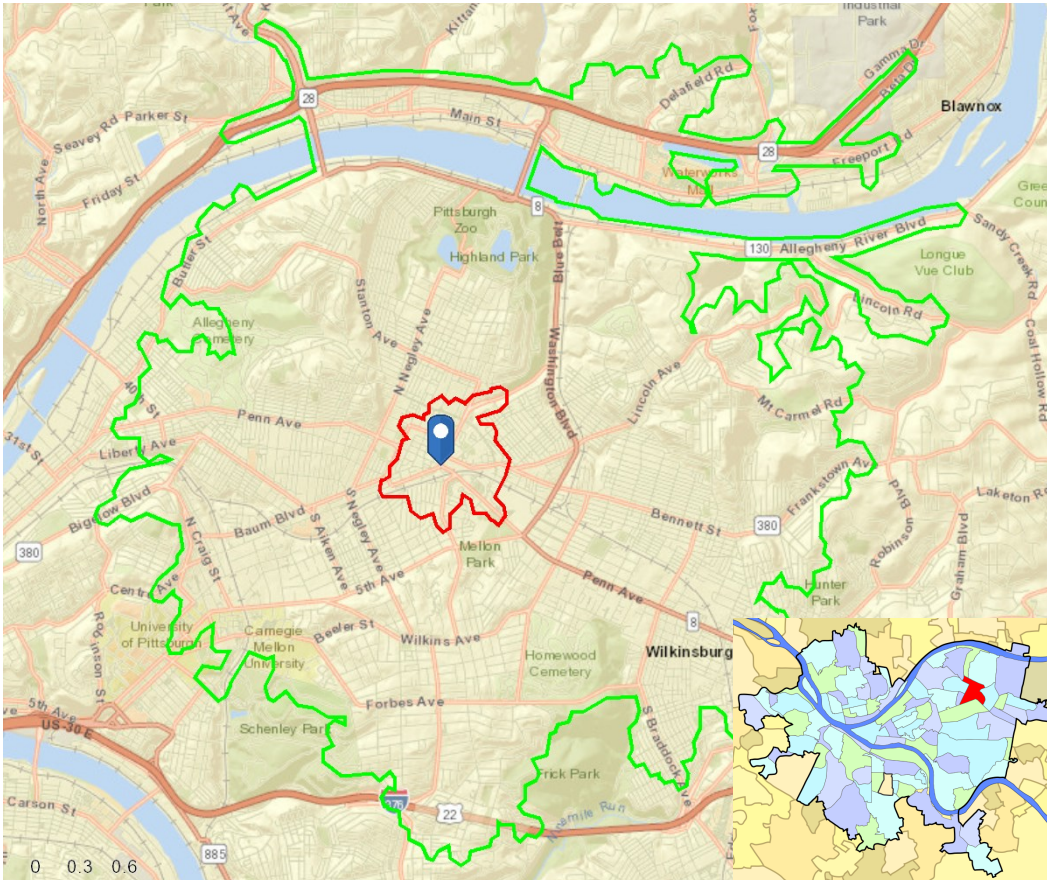 Industrial
Park
28
Gamma Dr
Beta Dr
Delafield Rd
Blawnox
Main St
Seavey Rd
Parker St
28
Freeport Rd
North Ave
Friday St
Waterworks
8
Pittsburgh
Zoo
Highland Park
Blue Belt
130
Allegheny River Blvd
Sandy Creek Rd
Butler St
Longue
Vue Club
Lincoln Rd
Stanton Ave
N Negley Ave
Allegheny
Cemetery
Washington Blvd
Lincoln Ave
Coal Hollow Rd
40th St
Penn Ave
Mt Carmel Rd
31st St
Liberty Ave
Frankstown Ave
Bigelow Blvd
Baum Blvd
S Negley Ave
S Aiken Ave
N Craig St
Bennett St
380
Robinson Blvd
Graham Blvd
380
Mellon
Park
5th Ave
Penn Ave
Centre Ave
Hunter
Park
Robinson St
University
of Pittsburgh
Carnegie
Mellon
University
Beeler St
Wilkins Ave
8
Homewood
Cemetery
Wilkinsburg
Forbes Ave
5th Ave
US-30 E
Schenley Park
S Braddock Ave
Frick Park
376
22
Ninemile Run
Carson St
885
0 0.3 0.6